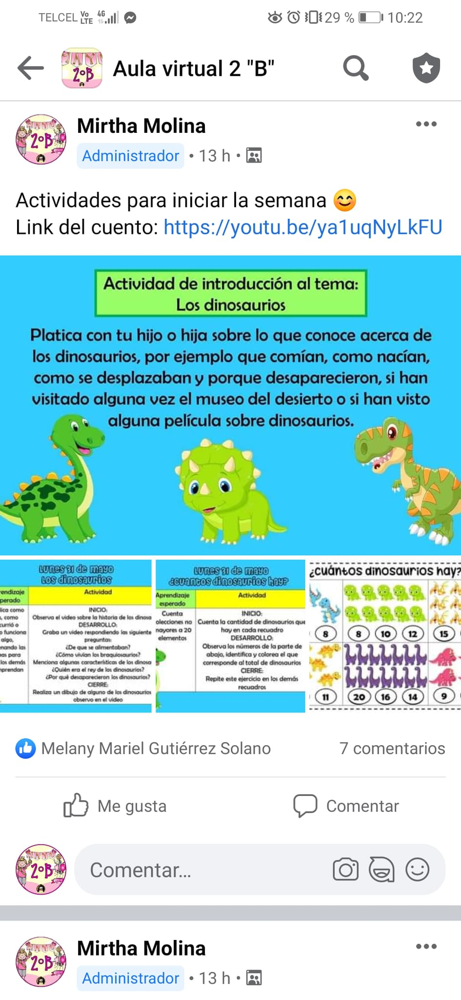 TELCEL Vo LTE 4G 29 % 10:22
MAYO 2°B
Aula virtual 2 "B"
2°B
Mirtha Molina
Administrador • 13 h •
Actividades para iniciar la semana 😊
Link del cuento: https://youtu.be/ya1uqNyLkFU
Actividad de introducción al tema:
Los dinosaurios
Platica con tu hijo o hija sobre lo que conoce acerca de
los dinosaurios, por ejemplo que comían, como nacían,
como se desplazaban y porque desaparecieron, si han
visitado alguna vez el museo del desierto o si han visto
alguna película sobre dinosaurios.
Lunes 31 de mayo
Los dinosaurios
rendizaje
perado
Actividad
lica como
, como
currió o
o funciona
algo,
nando las
as para
los demás
prendan
INICIO:
Observa el video sobre la historia de los dinosa
DESARROLLO:
Graba un video respondiendo las siguiente
preguntas:
¿De que se alimentaban?
¿Cómo vivían los braquiosaurios?
Menciona algunas características de los dinosa
¿Quién era el rey de los dinosaurios?
¿Por qué desaparecieron los dinosaurios?
CIERRE:
Realiza un dibujo de alguno de los dinosaurios
observo en el video
Lunes 31 de mayo
¿cuantos dinosaurios hay?
Aprendizaje
esperado
Actividad
Cuenta
olecciones no
mayores a 20
elementos
INICIO:
Cuenta la cantidad de dinosaurios que
hay en cada recuadro
DESARROLLO:
Observa los números de la parte de
abajo, identifica y colorea el que
corresponde al total de dinosaurios
CIERRE:
Repite este ejercicio en los demás
recuadros
¿cuántos dinosaurios hay?
8 8 10 12 15
11 20 16 14 9
Melany Mariel Gutiérrez Solano 7 comentarios
Me gusta Comentar
2°B
Comentar...
2°B
Mirtha Molina
Administrador • 13 h •